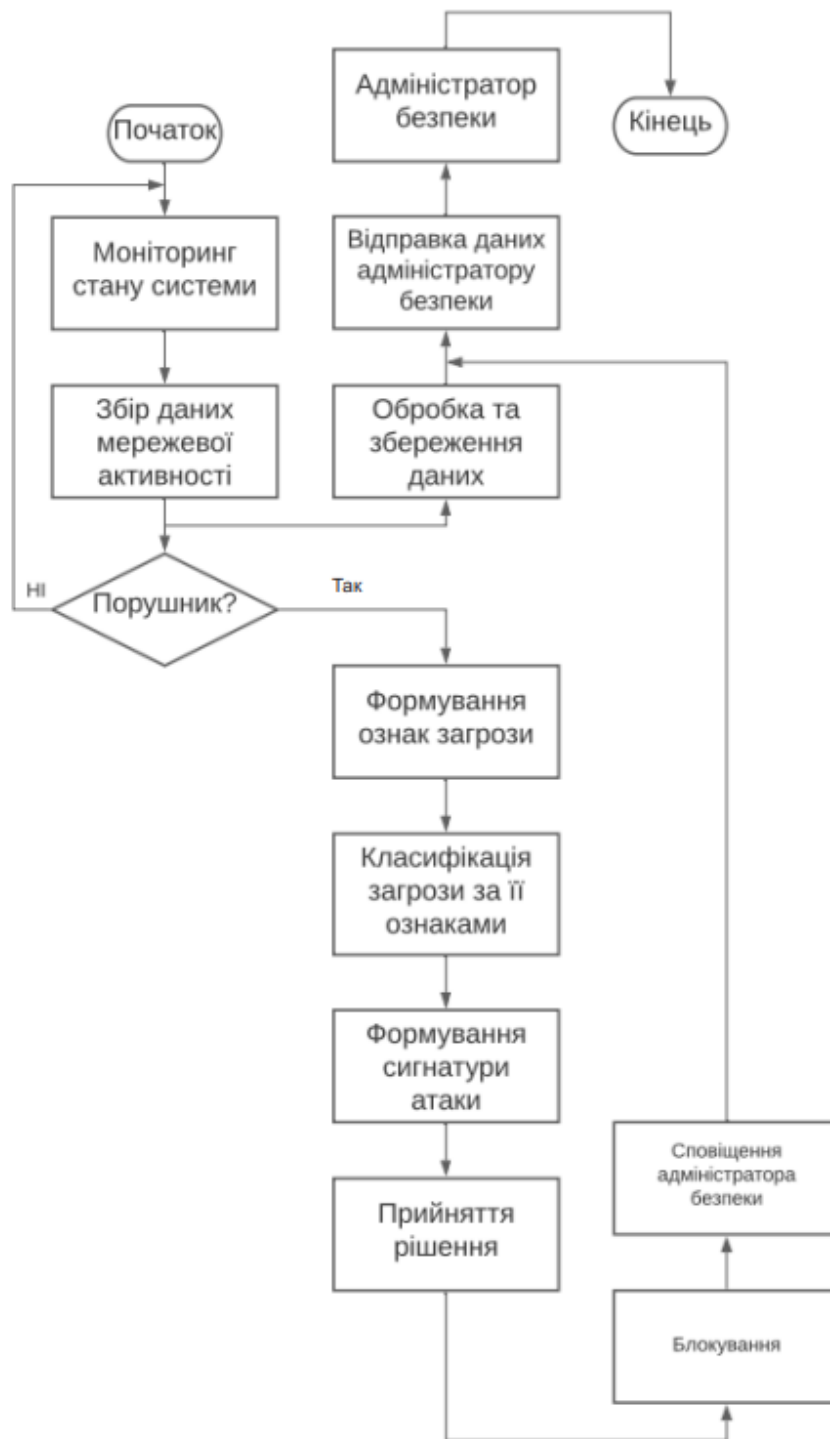 Початок
Моніторинг
стану системи
Збір даних
мережевої
активності
Порушник?
НІ
Так
Адміністратор
безпеки
Кінець
Відправка даних
адміністратору
безпеки
Обробка та
збереження
даних
Формування
ознак загрози
Класифікація
загрози за її
ознаками
Формування
сигнатури
атаки
Прийняття
рішення
Сповіщення
адміністратора
безпеки
Блокування